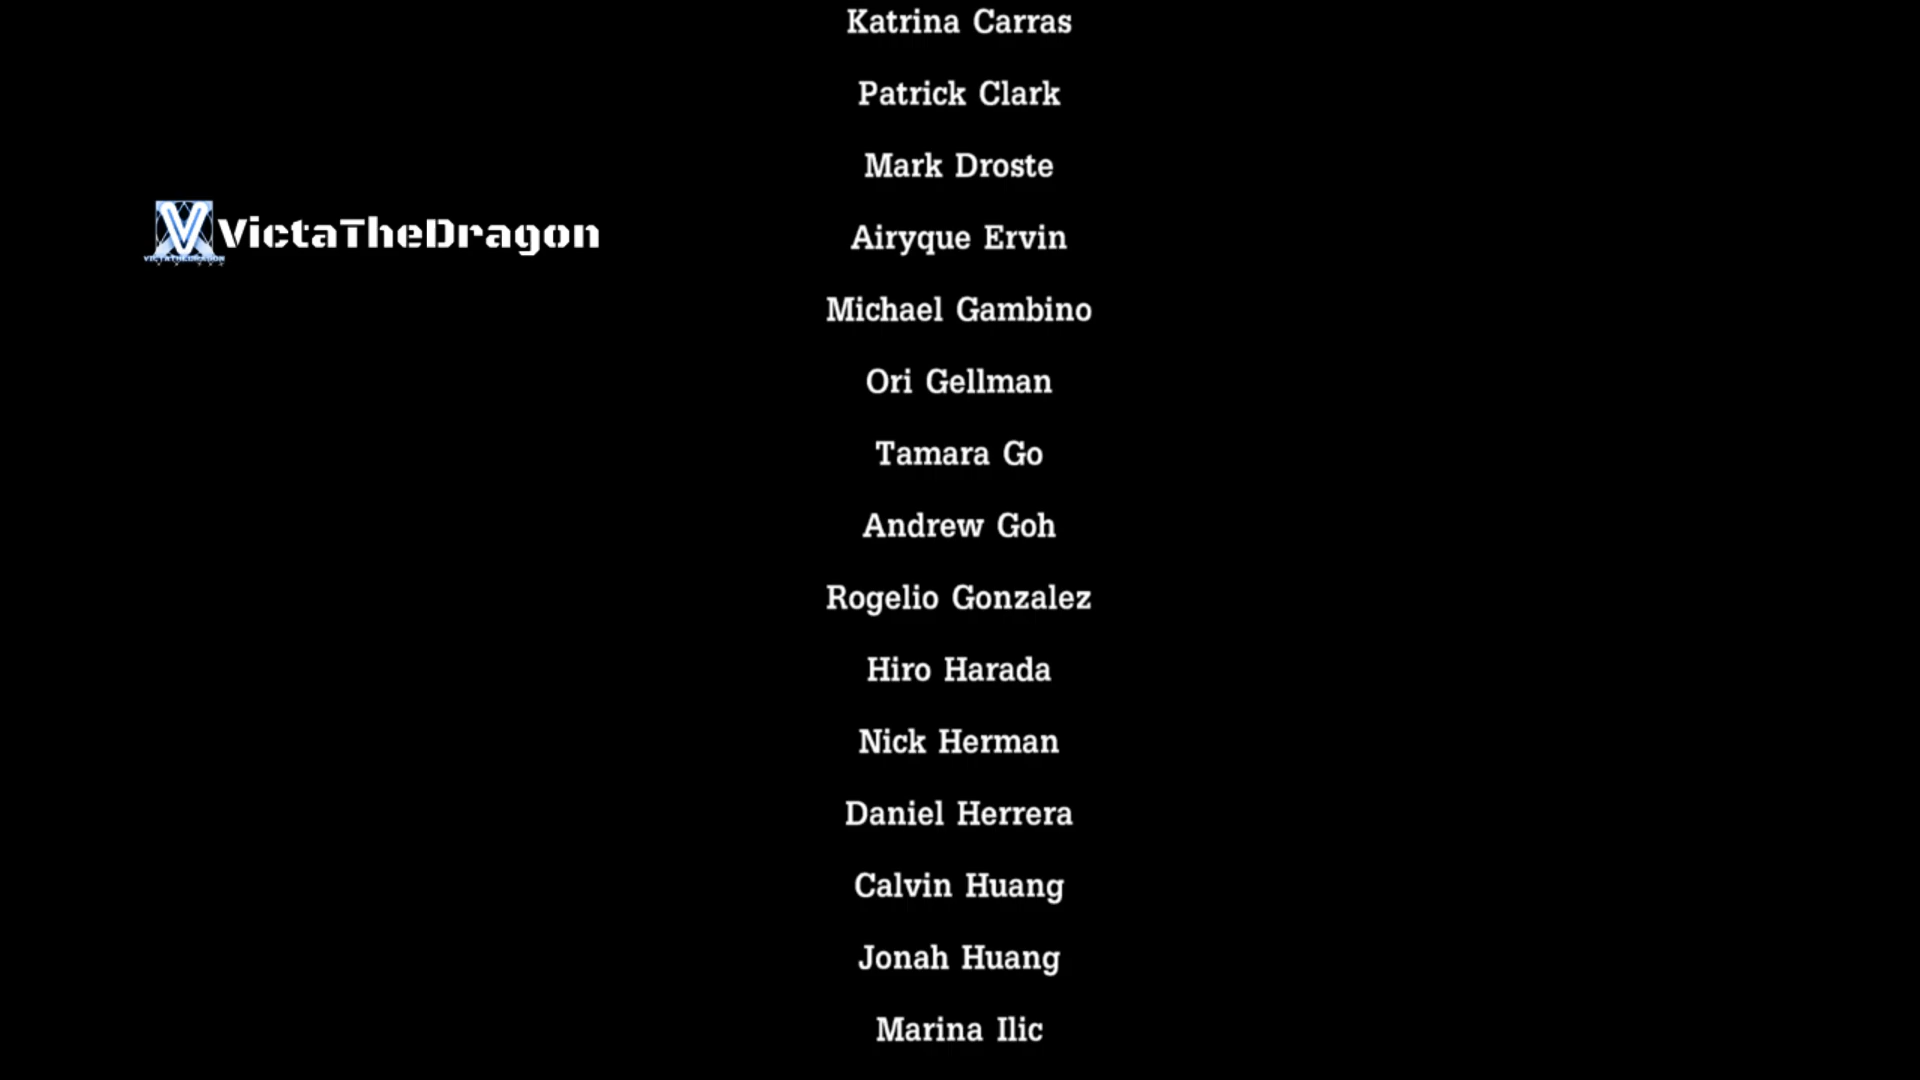 Katrina Carras
Patrick Clark
Mark Droste
VictaTheDragon
VICTATHEDRAGON
Airyque Ervin
Michael Gambino
Ori Gellman
Tamara Go
Andrew Goh
Rogelio Gonzalez
Hiro Harada
Nick Herman
Daniel Herrera
Calvin Huang
Jonah Huang
Marina Ilic